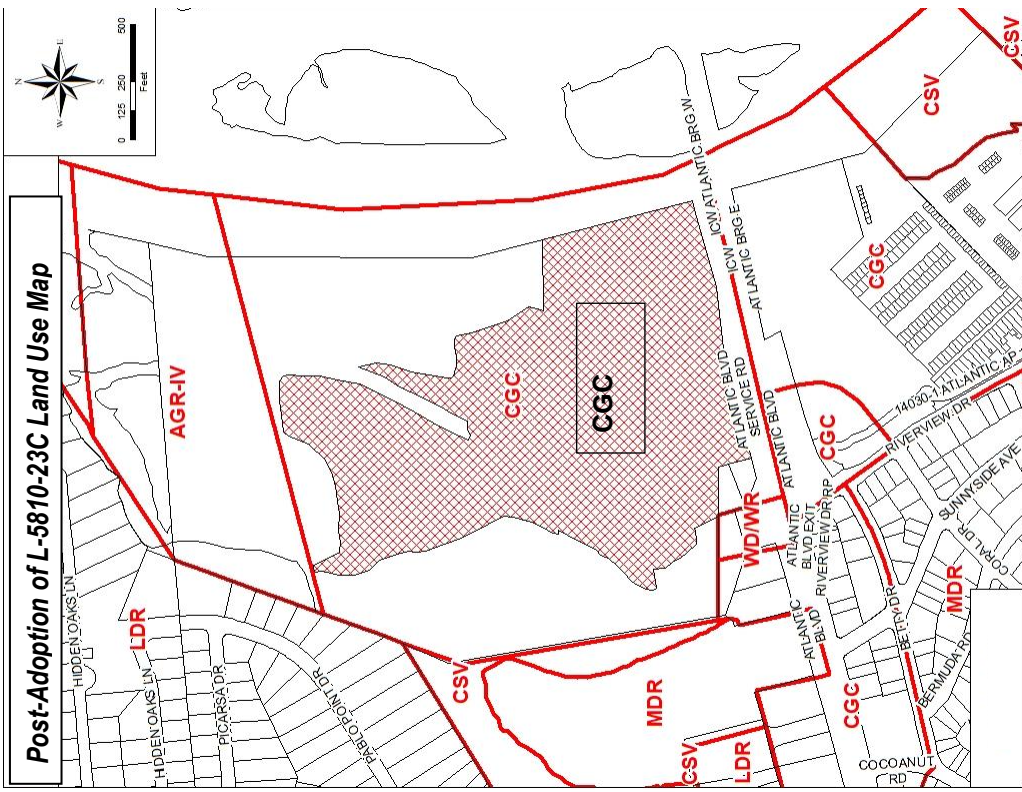 Post-Adoption of L-5810-23C Land Use Map
N
E
S
W
0 125 250 500
Feet
HIDDEN OAKS LN
LDR
HIDDEN OAKS LN
PICARSA DR
PABLO POINT DR
AGR-IV
CSV
CGC
CGC
MDR
CSV
LDR
WD/WR
ICW ATLANTIC BRG W
ICW
ATLANTIC BRG E
ATLANTIC BLVD
SERVICE RD
ATLANTIC BLVD
ATLANTIC
BLVD EXIT
RIVERVIEW DR RP
ATLANTIC
BLVD
CSV
CSV
CGC
CGC
14030-1 ATLANTIC AP
RIVERVIEW DR
SUNNYSIDE AVE
CORAL DR
MDR
BETTY DR
BERMUDA RD
CGC
COCOANUT
RD